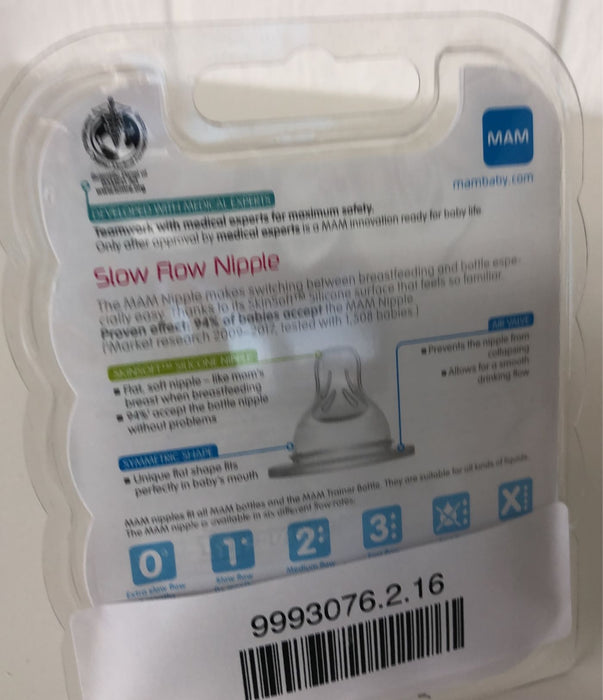 MAM
mambaby.com
DEVELOPED WITH MEDICAL EXPERTS
Teamwork with medical experts for maximum safety.
Only after approval by medical experts is a MAM innovation ready for baby life
Slow Flow Nipple
The MAM Nipple makes switching between breastfeeding and bottle espe-
cially easy. Thanks to its SkinSoft™ silicone surface that feels so familiar.
Proven effect: 94% of babies accept the MAM Nipple
(Market research 2009-2017, tested with 1,508 babies)
SKINSOFT™ SILICONE NIPPLE
Flat, soft nipple – like mom's
breast when breastfeeding
94% accept the bottle nipple
without problems
AIR VALVE
Prevents the nipple from
collapsing
Allows for a smooth
drinking flow
SYMMETRIC SHAPE
Unique flat shape fits
perfectly in baby's mouth
MAM nipples fit all MAM bottles and the MAM Trainer Bottle. They are suitable for all kinds of liquids.
The MAM nipple is available in six different flow rates:
0 1 2 3 X
Extra slow flow
Slow flow
Medium flow
9993076.2.16